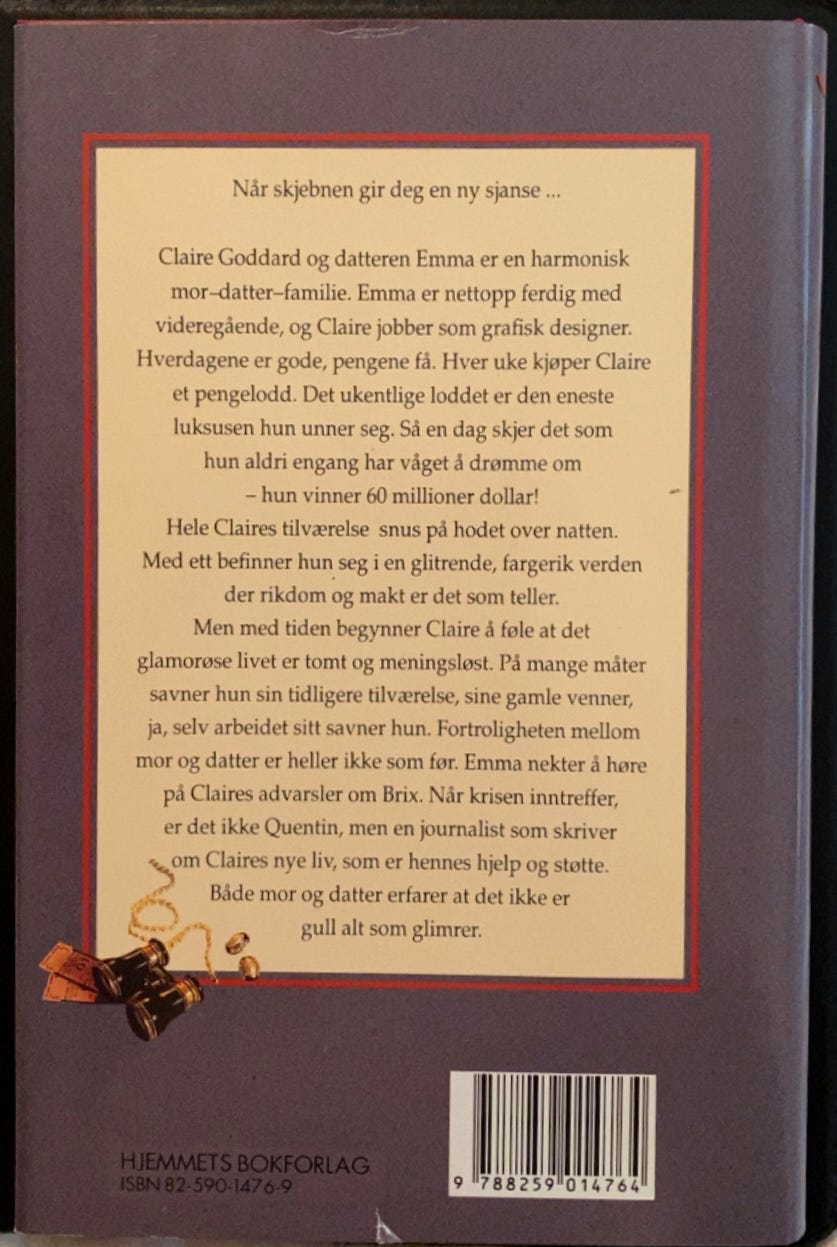 Når skjebnen gir deg en ny sjanse ...
Claire Goddard og datteren Emma er en harmonisk
mor–datter–familie. Emma er nettopp ferdig med
videregående, og Claire jobber som grafisk designer.
Hverdagene er gode, pengene få. Hver uke kjøper Claire
et pengelodd. Det ukentlige loddet er den eneste
luksusen hun unner seg. Så en dag skjer det som
hun aldri engang har våget å drømme om
– hun vinner 60 millioner dollar!
Hele Claires tilværelse snus på hodet over natten.
Med ett befinner hun seg i en glitrende, fargerik verden
der rikdom og makt er det som teller.
Men med tiden begynner Claire å føle at det
glamorøse livet er tomt og meningsløst. På mange måter
savner hun sin tidligere tilværelse, sine gamle venner,
ja, selv arbeidet sitt savner hun. Fortroligheten mellom
mor og datter er heller ikke som før. Emma nekter å høre
på Claires advarsler om Brix. Når krisen inntreffer,
er det ikke Quentin, men en journalist som skriver
om Claires nye liv, som er hennes hjelp og støtte.
Både mor og datter erfarer at det ikke er
gull alt som glimrer.
HJEMMETS BOKFORLAG
ISBN 82-590-1476-9
9 788259 014764